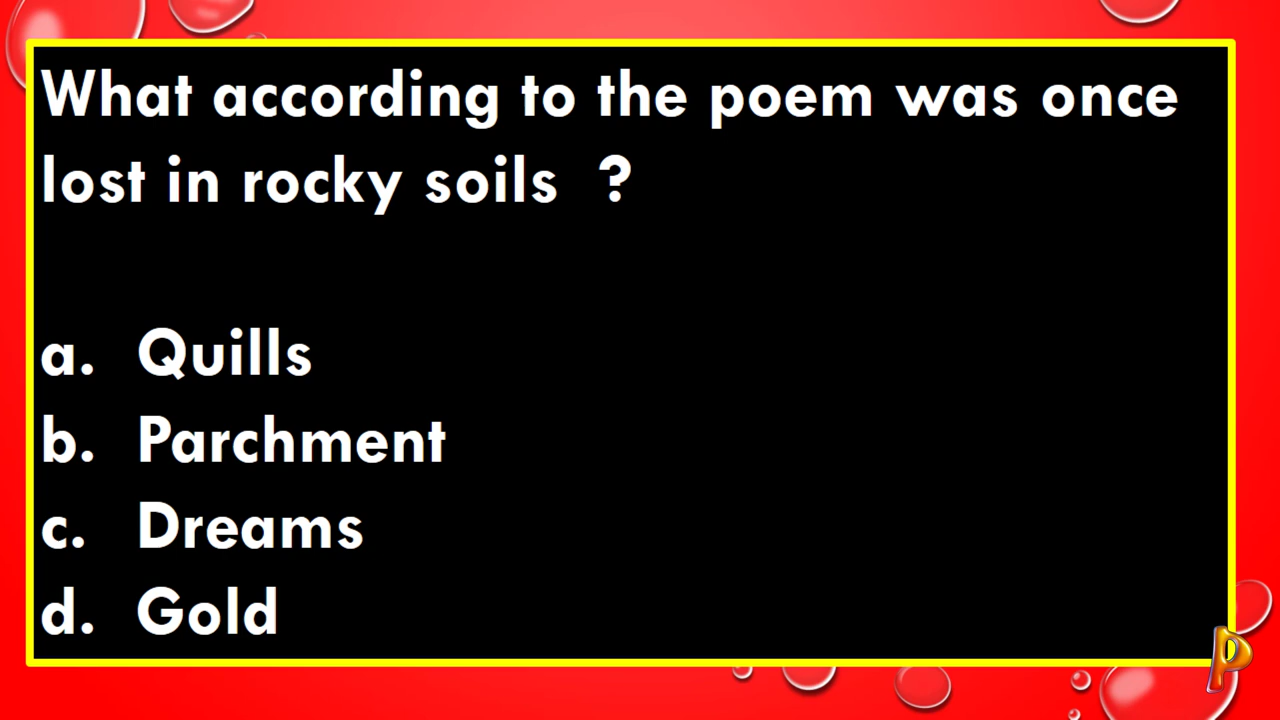 What according to the poem was once
lost in rocky soils ?
a. Quills
b. Parchment
c. Dreams
d. Gold
P